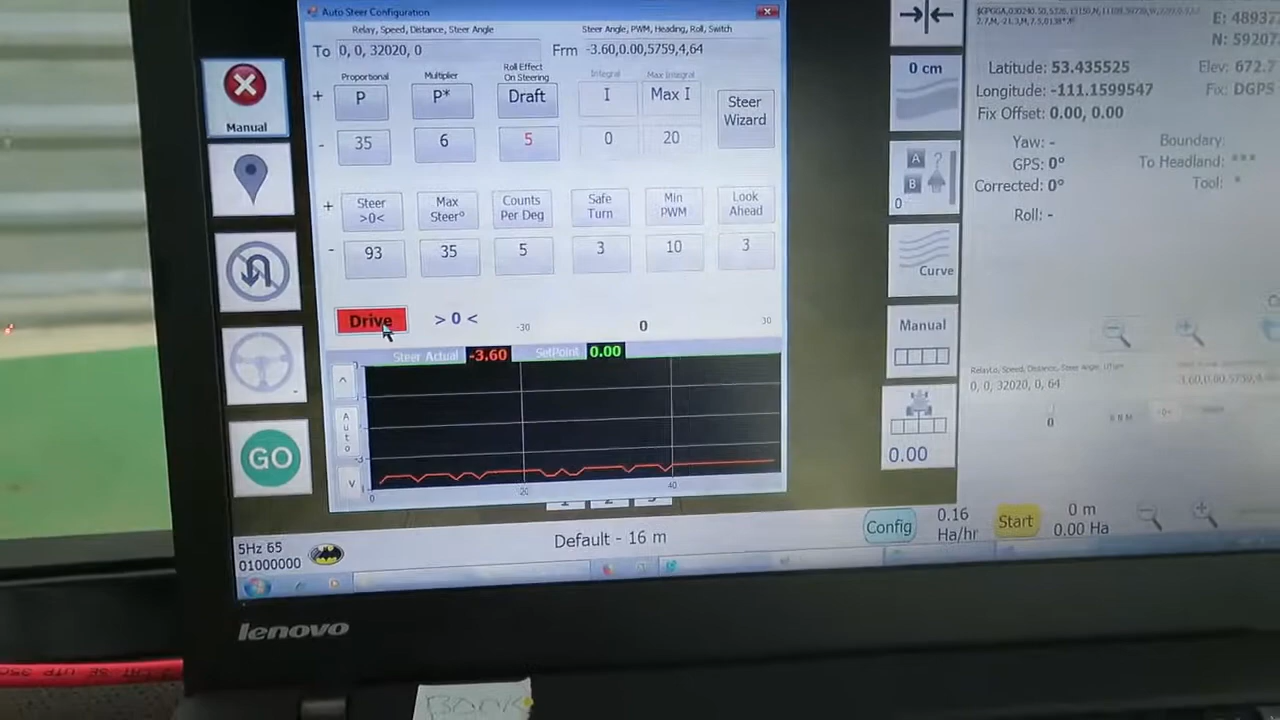 Auto Steer Configuration
Relay, Speed, Distance, Steer Angle
Steer Angle, PWM, Heading, Roll, Switch
To 0, 0, 32020, 0
Frm -3.60,0.00,5759,4,64
Proportional
Multiplier
Roll Effect
On Steering
Integral
Max Integral
+ P P* Draft I Max I
Steer
Wizard
- 35 6 5 0 20
+ Steer
>0<
Max
Steer°
Counts
Per Deg
Safe
Turn
Min
PWM
Look
Ahead
- 93 35 5 3 10 3
Drive > 0 < -30 0 30
Steer Actual -3.60 SetPoint 0.00
Auto
0 20 40
Manual
GO
5Hz 65
01000000
Default - 16 m
Config
0.16
Ha/hr
Start
0 m
0.00 Ha
0 cm
A
B
0
Curve
Manual
0.00
Latitude: 53.435525
Longitude: -111.1599547
Fix Offset: 0.00, 0.00
Yaw: -
GPS: 0°
Corrected: 0°
Roll: -
Elev: 672.7
Fix: DGPS
Boundary:
To Headland: ***
Tool: *
0, 0, 32020, 0, 64
0
lenovo